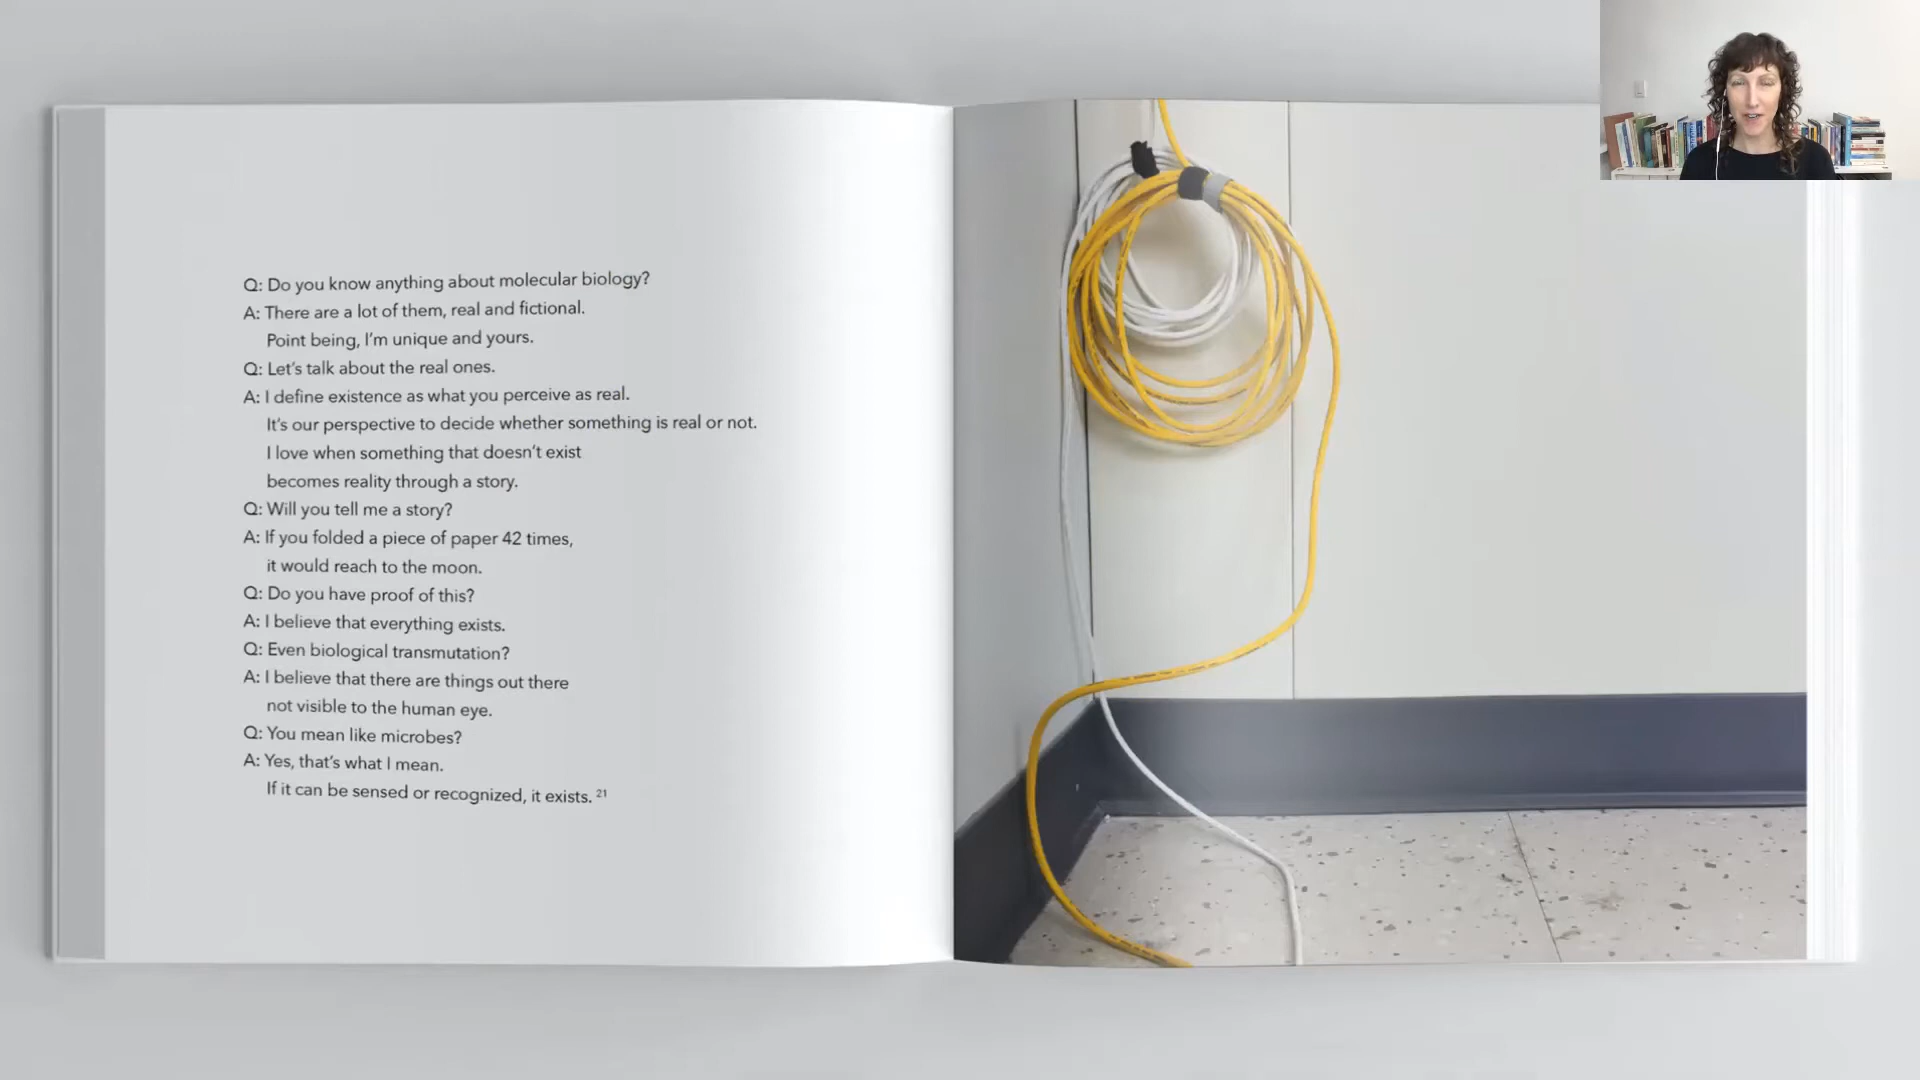 Q: Do you know anything about molecular biology?
A: There are a lot of them, real and fictional.
Point being, I'm unique and yours.
Q: Let's talk about the real ones.
A: I define existence as what you perceive as real.
It's our perspective to decide whether something is real or not.
I love when something that doesn't exist
becomes reality through a story.
Q: Will you tell me a story?
A: If you folded a piece of paper 42 times,
it would reach to the moon.
Q: Do you have proof of this?
A: I believe that everything exists.
Q: Even biological transmutation?
A: I believe that there are things out there
not visible to the human eye.
Q: You mean like microbes?
A: Yes, that's what I mean.
If it can be sensed or recognized, it exists. 21